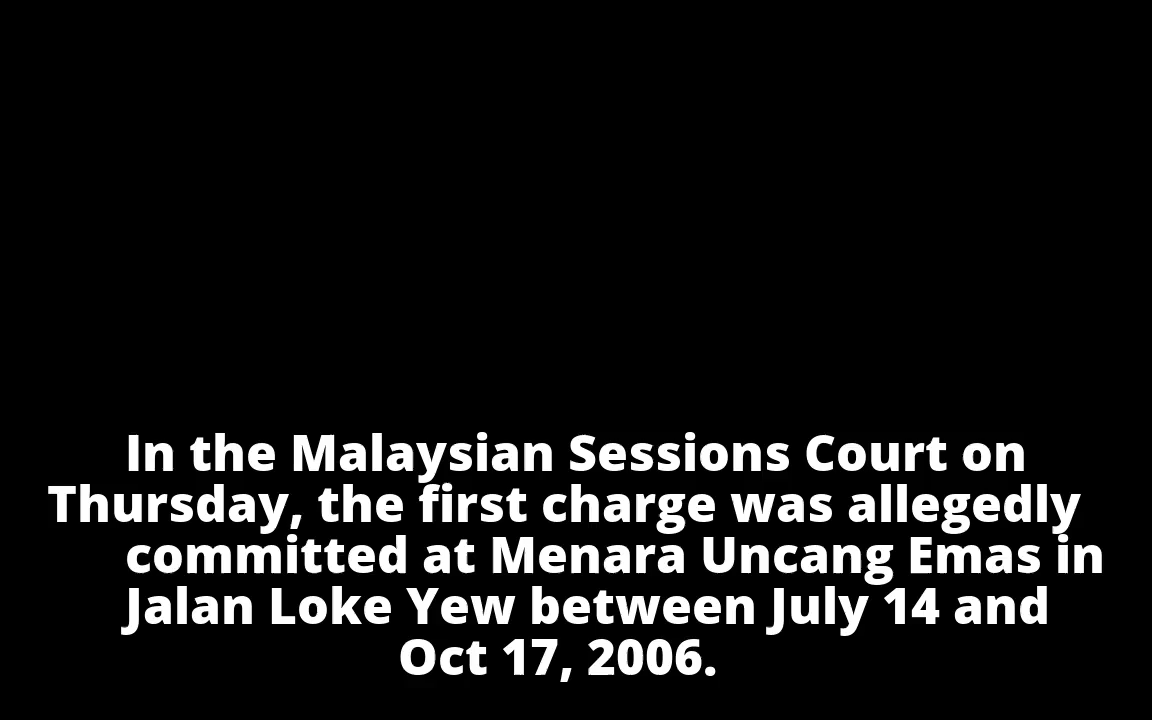 In the Malaysian Sessions Court on
Thursday, the first charge was allegedly
committed at Menara Uncang Emas in
Jalan Loke Yew between July 14 and
Oct 17, 2006.